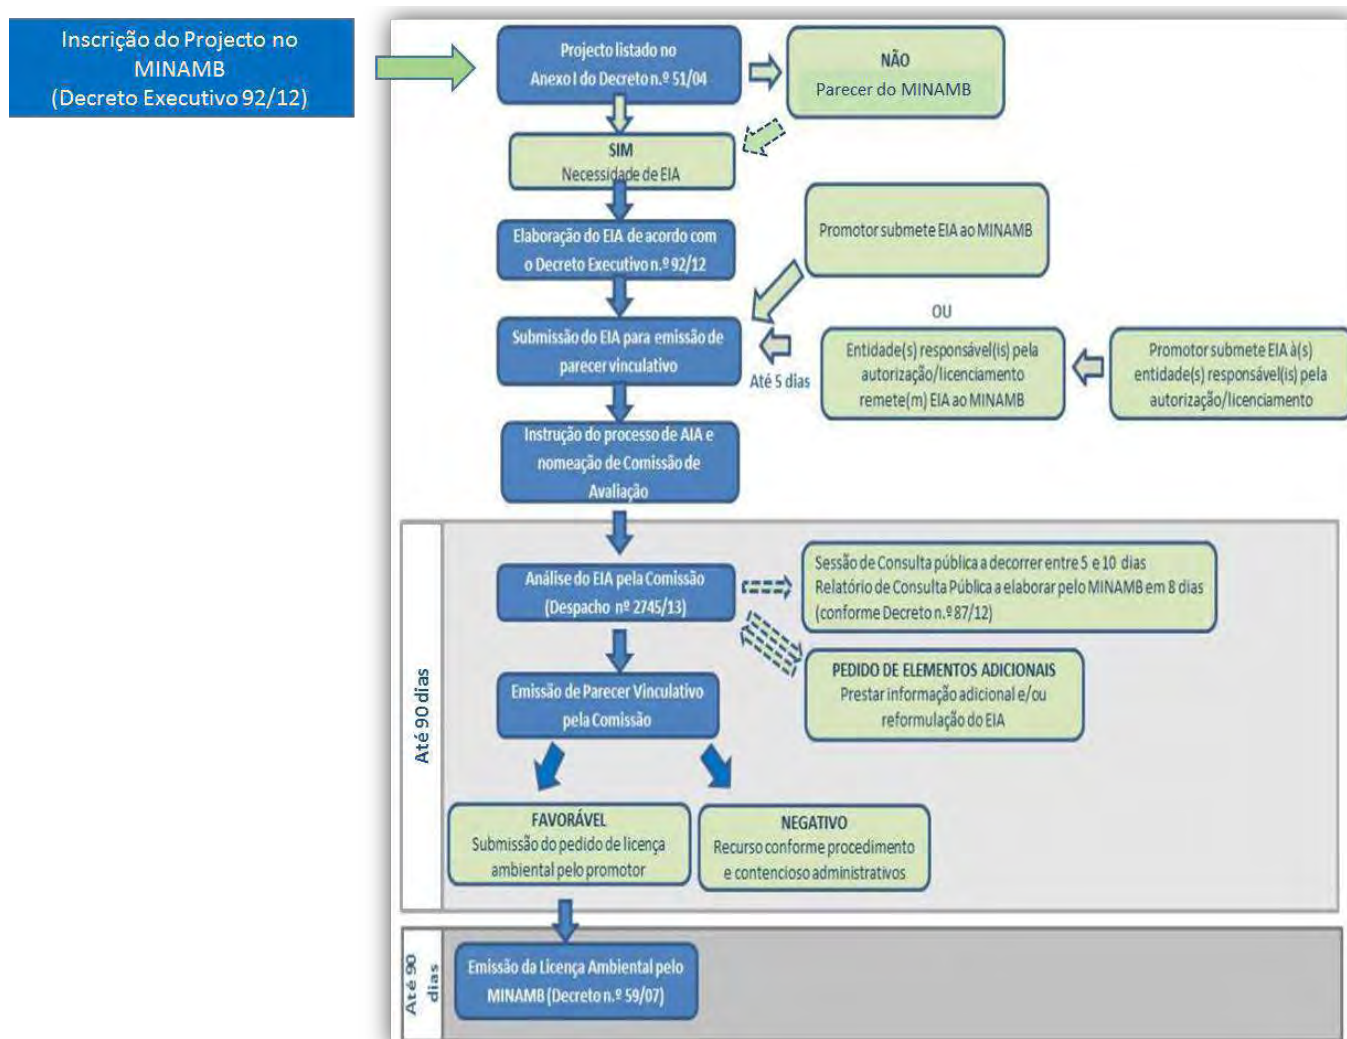 Inscrição do Projecto no
MINAMB
(Decreto Executivo 92/12)
Projecto listado no
Anexo I do Decreto n.º 51/04
NÃO
Parecer do MINAMB
SIM
Necessidade de EIA
Elaboração do EIA de acordo com
o Decreto Executivo n.º 92/12
Promotor submete EIA ao MINAMB
OU
Submissão do EIA para emissão de
parecer vinculativo
Até 5 dias
Entidade(s) responsável(is) pela
autorização/licenciamento
remete(m) EIA ao MINAMB
Promotor submete EIA à(s)
entidade(s) responsável(is) pela
autorização/licenciamento
Instrução do processo de AIA e
nomeação de Comissão de
Avaliação
Até 90 dias
Análise do EIA pela Comissão
(Despacho nº 2745/13)
Sessão de Consulta pública a decorrer entre 5 e 10 dias
Relatório de Consulta Pública a elaborar pelo MINAMB em 8 dias
(conforme Decreto n.º 87/12)
PEDIDO DE ELEMENTOS ADICIONAIS
Prestar informação adicional e/ou
reformulação do EIA
Emissão de Parecer Vinculativo
pela Comissão
FAVORÁVEL
Submissão do pedido de licença
ambiental pelo promotor
NEGATIVO
Recurso conforme procedimento
e contencioso administrativos
Até 90
dias
Emissão da Licença Ambiental pelo
MINAMB (Decreto n.º 59/07)